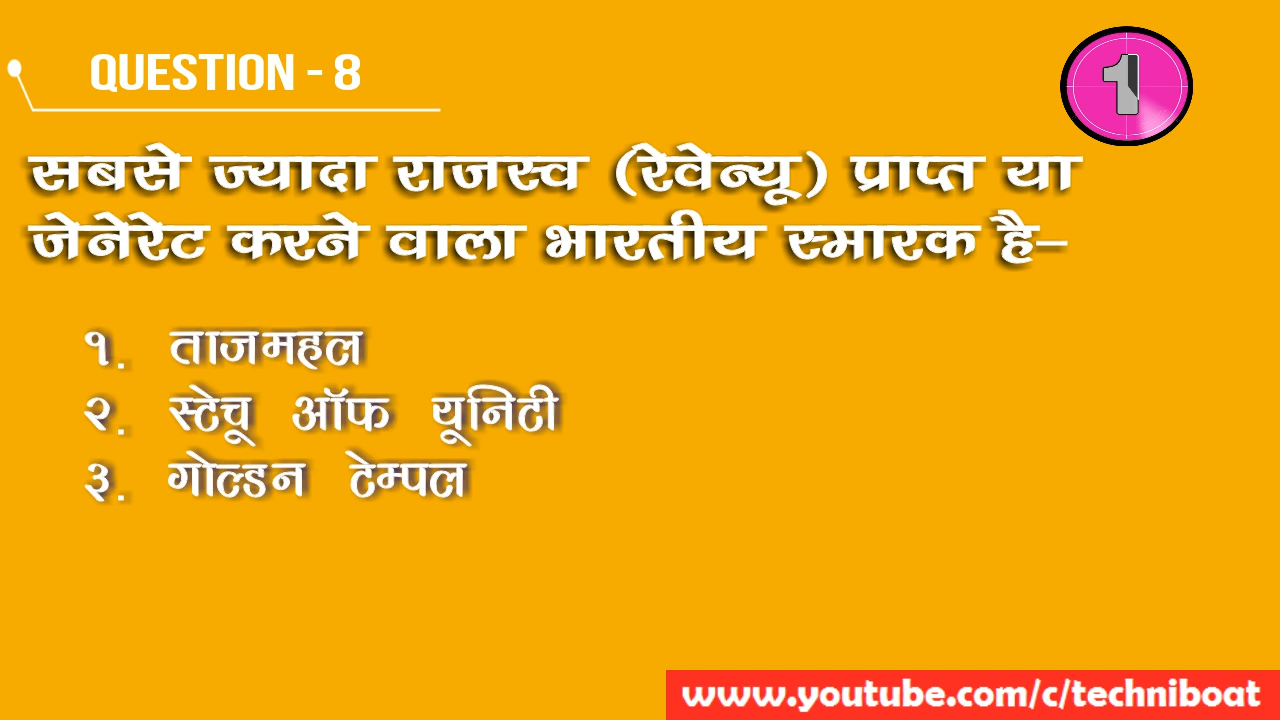 QUESTION - 8
1
सबसे ज्यादा राजस्व (रेवेन्यू) प्राप्त या
जेनेरेट करने वाला भारतीय स्मारक है–
१. ताजमहल
२. स्टेचू ऑफ यूनिटी
३. गोल्डन टेम्पल
www.youtube.com/c/techniboat